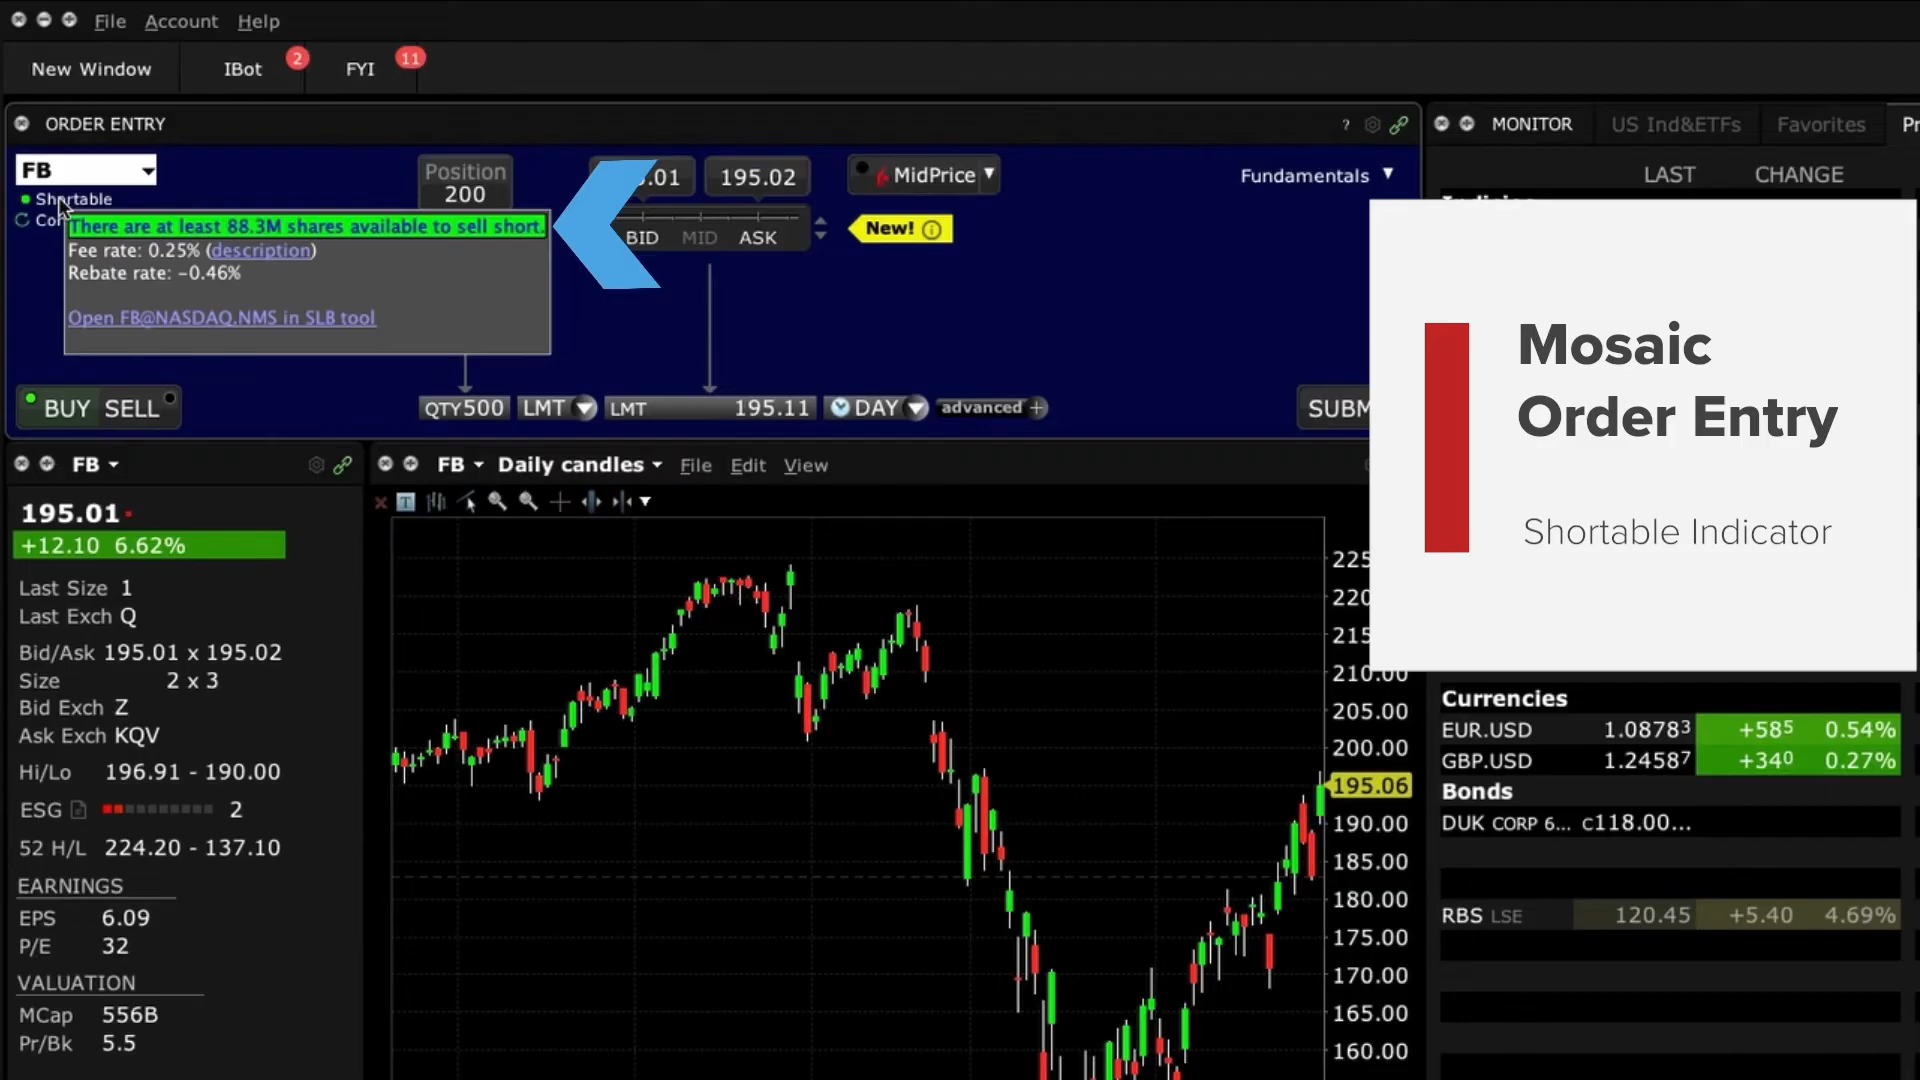 File Account Help
New Window IBot 2 FYI 11
ORDER ENTRY ?
MONITOR US Ind&ETFs Favorites
FB
Position
200
195.02
MidPrice
Fundamentals
LAST CHANGE
Shortable
There are at least 88.3M shares available to sell short.
Fee rate: 0.25% (description)
Rebate rate: -0.46%
Open FB@NASDAQ.NMS in SLB tool
BID MID ASK
New!
BUY SELL
QTY 500 LMT LMT 195.11 DAY advanced +
Mosaic
Order Entry
Shortable Indicator
FB
FB Daily candles File Edit View
195.01
+12.10 6.62%
Last Size 1
Last Exch Q
Bid/Ask 195.01 x 195.02
Size 2 x 3
Bid Exch Z
Ask Exch KQV
Hi/Lo 196.91 - 190.00
ESG 2
52 H/L 224.20 - 137.10
EARNINGS
EPS 6.09
P/E 32
VALUATION
MCap 556B
Pr/Bk 5.5
210.00
205.00
200.00
195.06
190.00
185.00
180.00
175.00
170.00
165.00
160.00
Currencies
EUR.USD 1.08783 +585 0.54%
GBP.USD 1.24587 +340 0.27%
Bonds
DUK CORP 6... c118.00...
RBS LSE 120.45 +5.40 4.69%